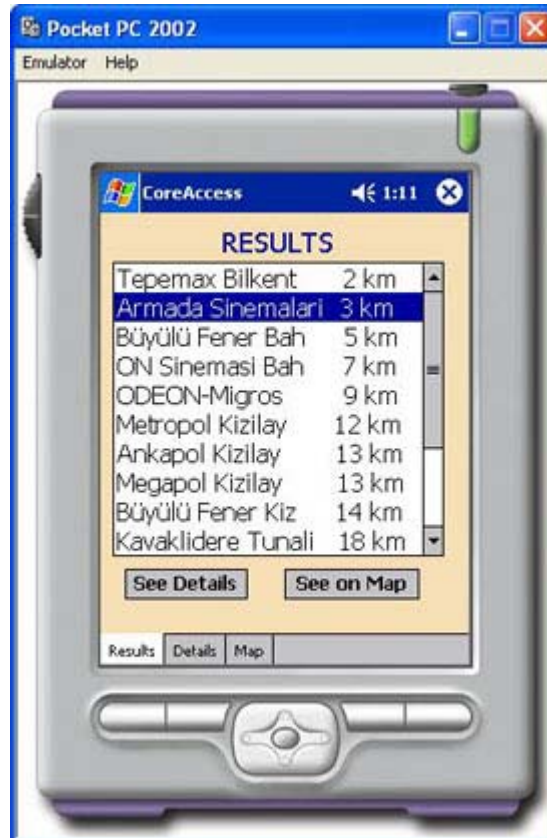 Pocket PC 2002
Emulator Help
CoreAccess 1:11
RESULTS
Tepemax Bilkent 2 km
Armada Sinemalari 3 km
Büyülü Fener Bah 5 km
ON Sinemasi Bah 7 km
ODEON-Migros 9 km
Metropol Kizilay 12 km
Ankapol Kizilay 13 km
Megapol Kizilay 13 km
Büyülü Fener Kiz 14 km
Kavaklidere Tunali 18 km
See Details See on Map
Results Details Map